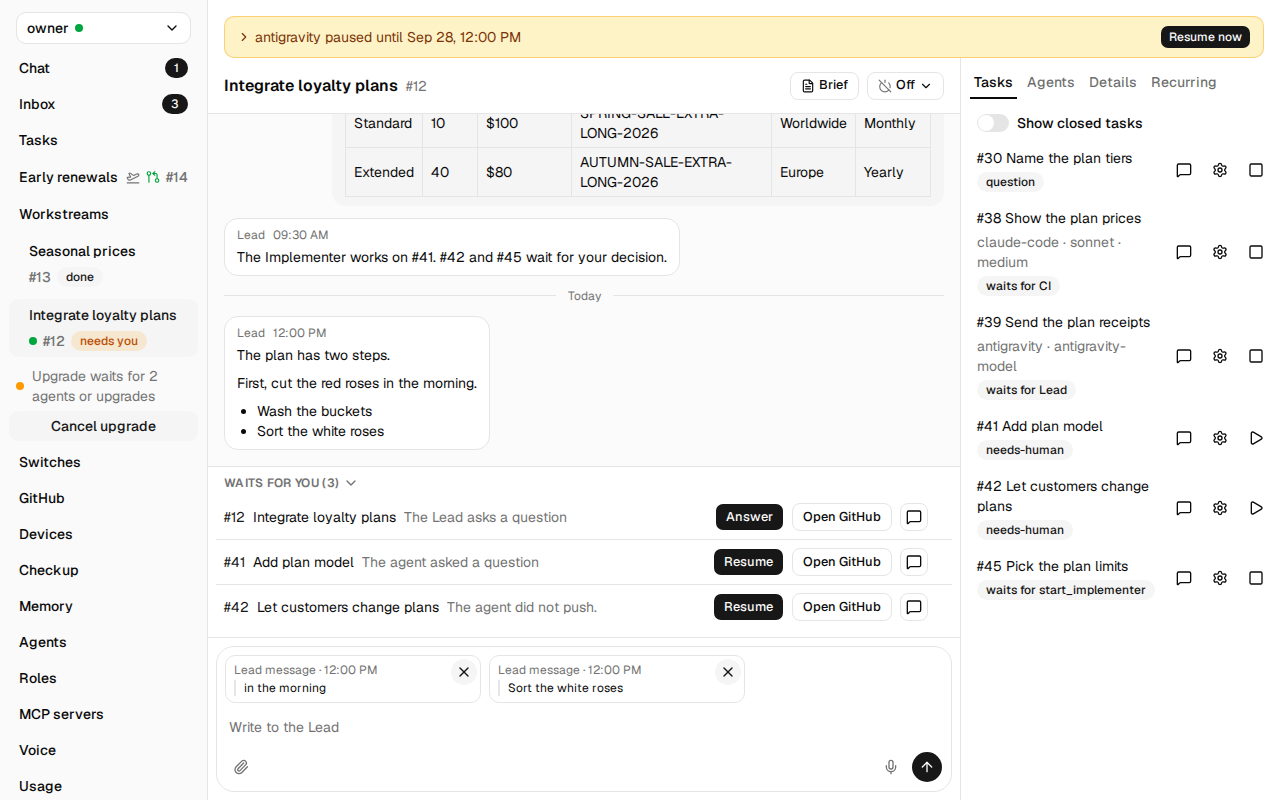 owner
Chat 1
Inbox 3
Tasks
Early renewals #14
Workstreams
Seasonal prices
#13 done
Integrate loyalty plans
#12 needs you
Upgrade waits for 2
agents or upgrades
Cancel upgrade
Switches
GitHub
Devices
Checkup
Memory
Agents
Roles
MCP servers
Voice
Usage
antigravity paused until Sep 28, 12:00 PM
Resume now
Integrate loyalty plans #12
Brief
Off
Standard 10 $100 SPRING-SALE-EXTRA-
LONG-2026 Worldwide Monthly
Extended 40 $80 AUTUMN-SALE-EXTRA-
LONG-2026 Europe Yearly
Lead 09:30 AM
The Implementer works on #41. #42 and #45 wait for your decision.
Today
Lead 12:00 PM
The plan has two steps.
First, cut the red roses in the morning.
• Wash the buckets
• Sort the white roses
WAITS FOR YOU (3)
#12 Integrate loyalty plans The Lead asks a question Answer Open GitHub
#41 Add plan model The agent asked a question Resume Open GitHub
#42 Let customers change plans The agent did not push. Resume Open GitHub
Lead message · 12:00 PM
in the morning
Lead message · 12:00 PM
Sort the white roses
Write to the Lead
Tasks Agents Details Recurring
Show closed tasks
#30 Name the plan tiers
question
#38 Show the plan prices
claude-code · sonnet ·
medium
waits for CI
#39 Send the plan receipts
antigravity · antigravity-
model
waits for Lead
#41 Add plan model
needs-human
#42 Let customers change
plans
needs-human
#45 Pick the plan limits
waits for start_implementer